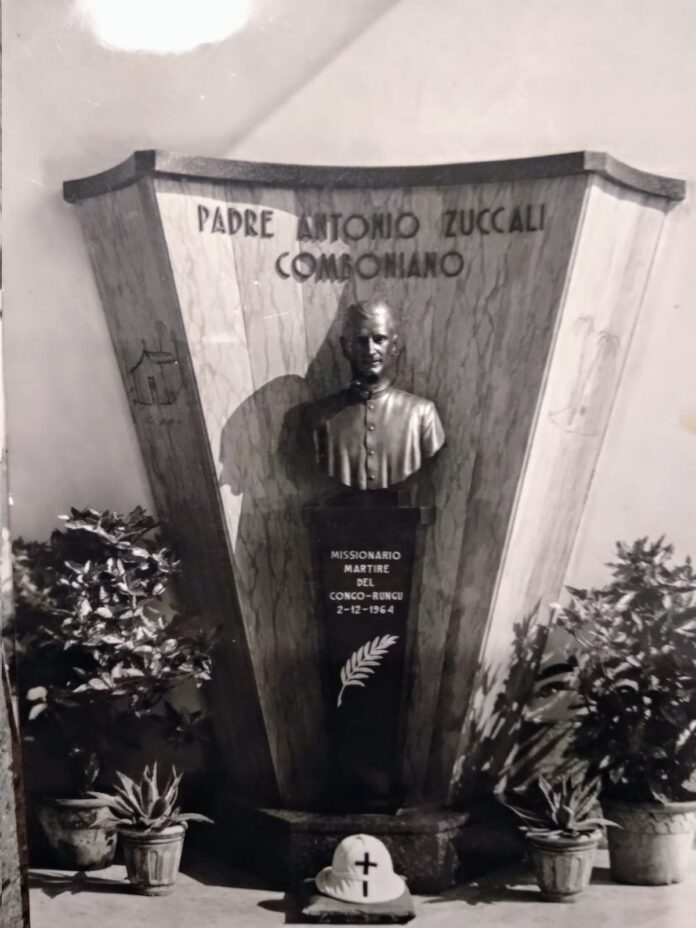 PADRE ANTONIO ZUCCALI
COMBONIANO
MISSIONARIO
MARTIRE
DEL
CONGO-RUNGU
2-12-1964